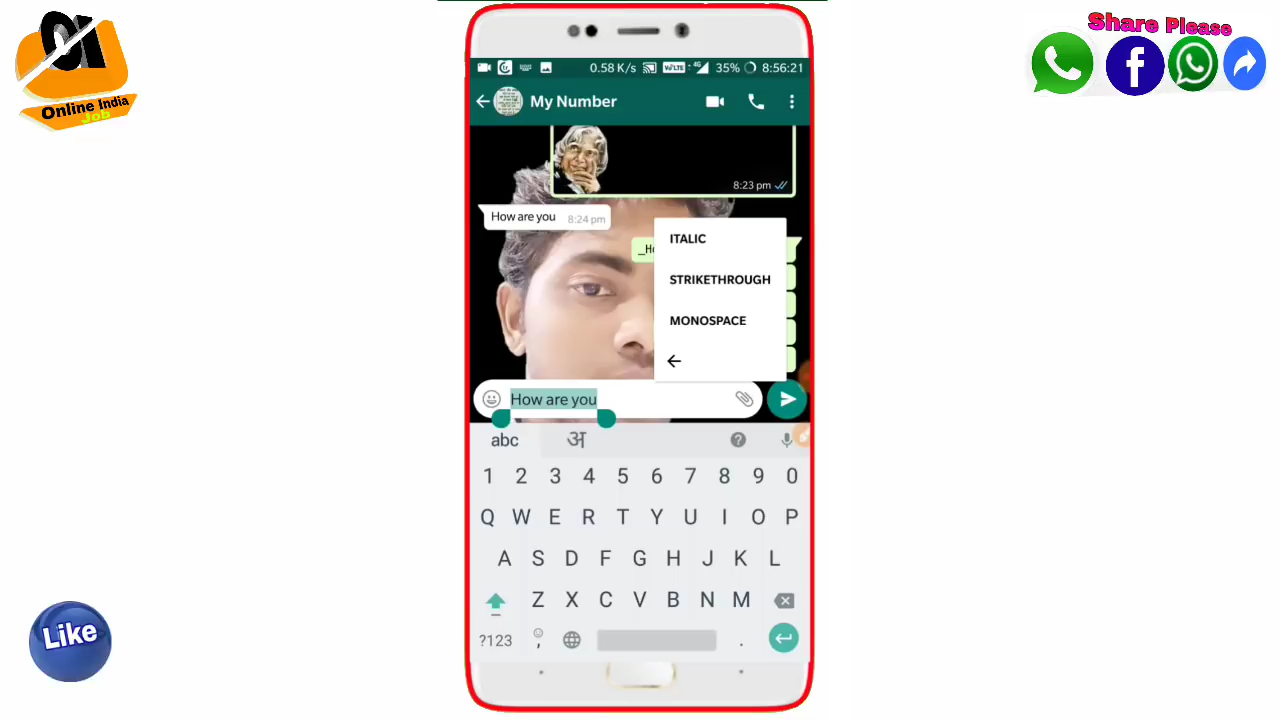 Online India
Job
Share Please
0.58 K/s VoLTE 4G 35% 8:56:21
My Number
8:23 pm
How are you 8:24 pm
ITALIC
STRIKETHROUGH
MONOSPACE
How are you
abc अ
1 2 3 4 5 6 7 8 9 0
Q W E R T Y U I O P
A S D F G H J K L
Z X C V B N M
?123 , .
Like